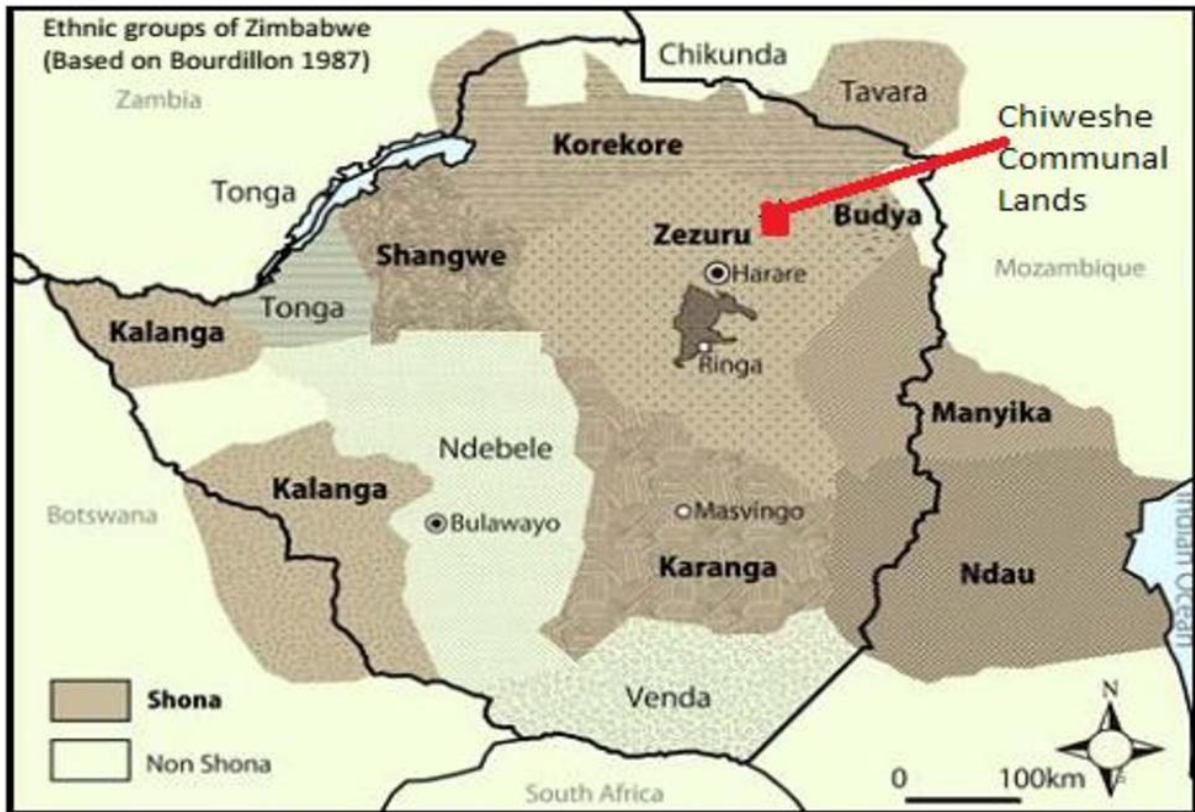 Ethnic groups of Zimbabwe
(Based on Bourdillon 1987)
Zambia
Chikunda
Tavara
Chiweshe
Communal
Lands
Korekore
Tonga
Budya
Zezuru
Shangwe
Harare
Mozambique
Tonga
Kalanga
Ringa
Manyika
Ndebele
Kalanga
Botswana
Bulawayo
Masvingo
Karanga
Ndau
Indian Ocean
Shona
Venda
N
Non Shona
0 100km
South Africa